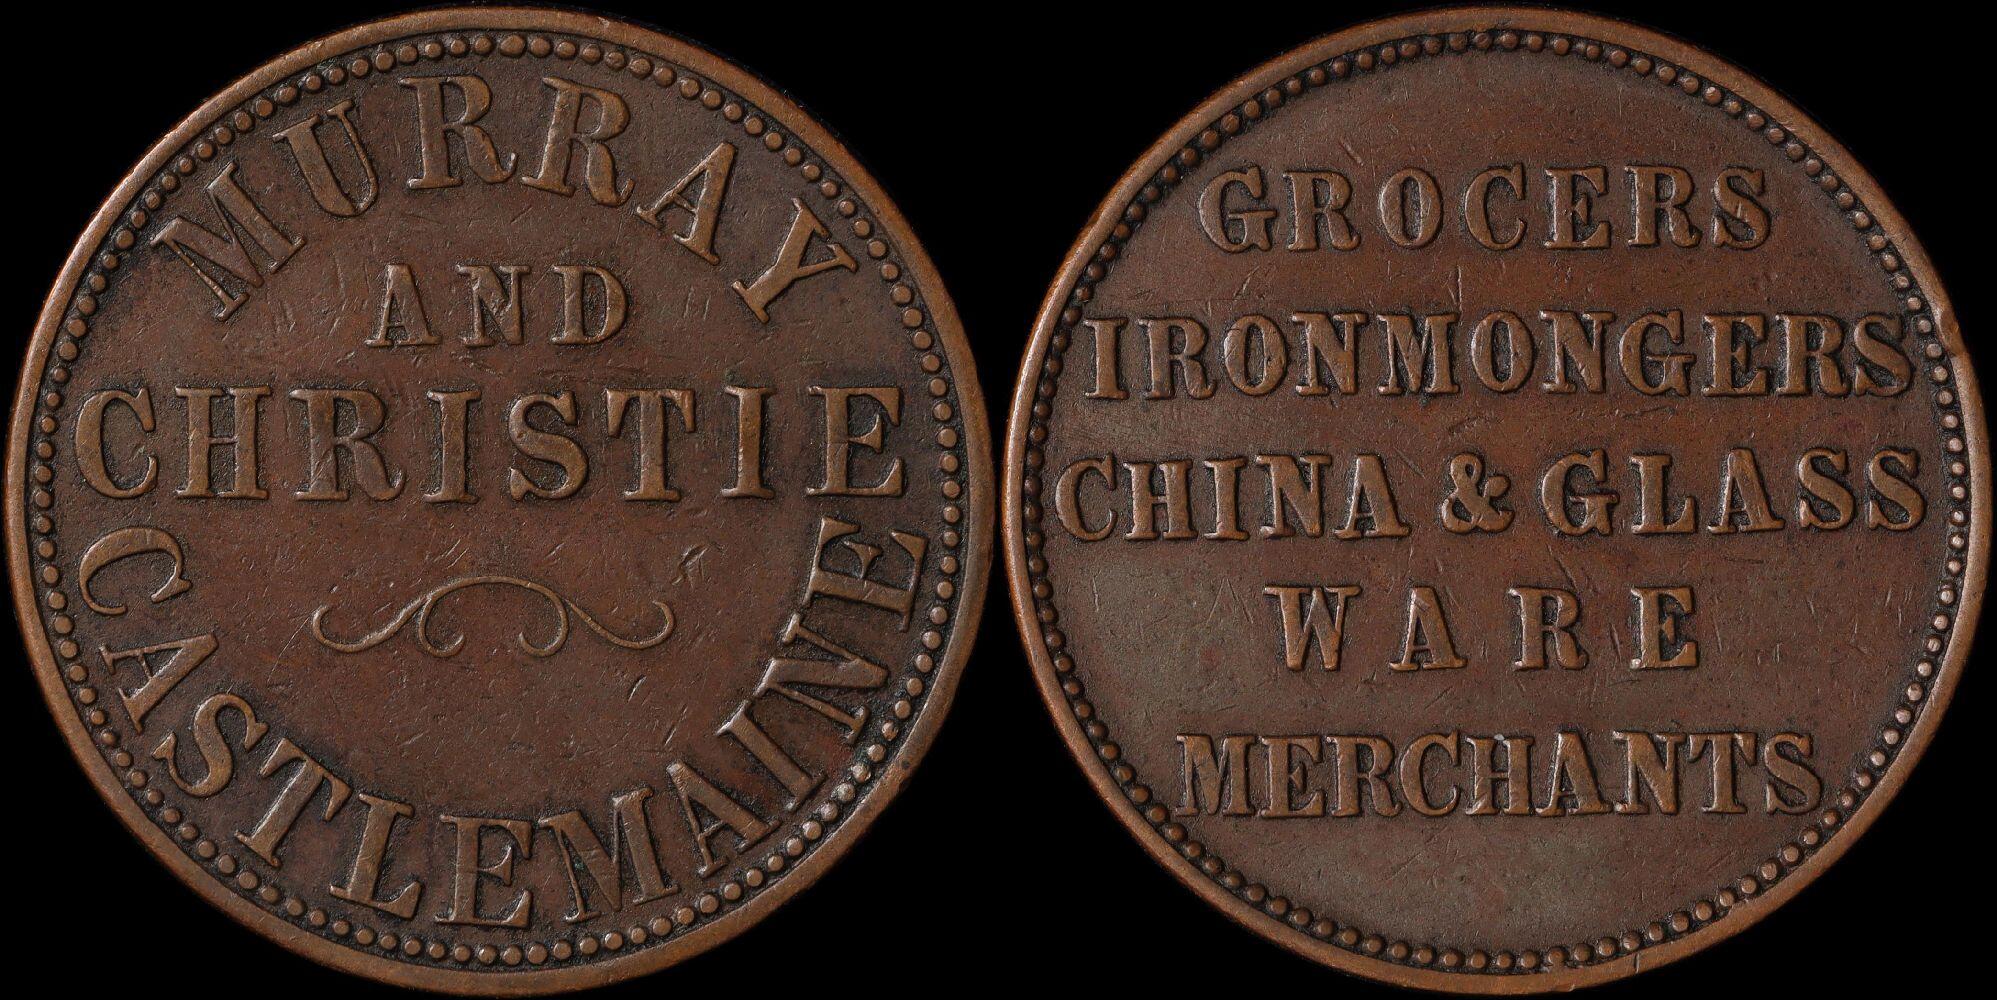 MURRAY
AND
CHRISTIE
CASTLEMAINE
GROCERS
IRONMONGERS
CHINA & GLASS
WARE
MERCHANTS